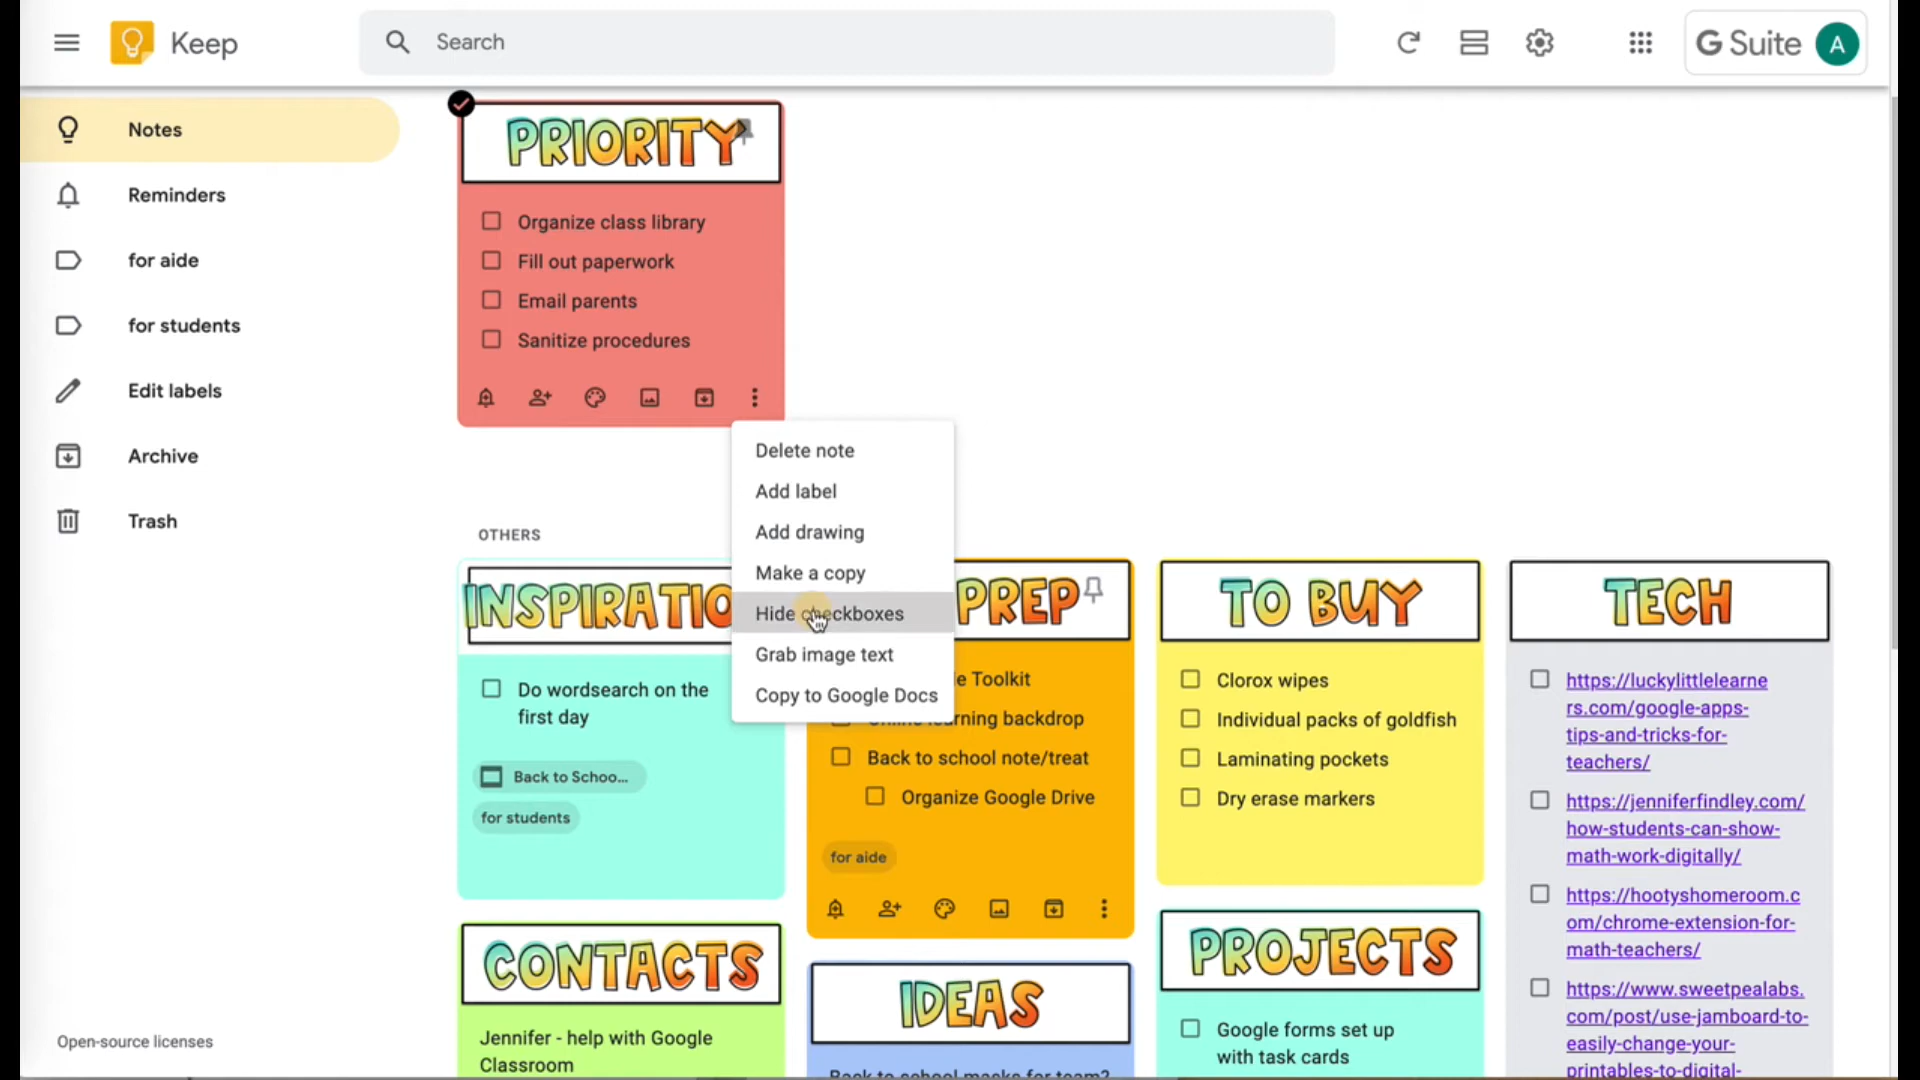 Keep
Search
G Suite
A
Notes
Reminders
for aide
for students
Edit labels
Archive
Trash
Open-source licenses
PRIORITY
Organize class library
Fill out paperwork
Email parents
Sanitize procedures
Delete note
Add label
Add drawing
Make a copy
Hide checkboxes
Grab image text
Copy to Google Docs
OTHERS
INSPIRATIO
Do wordsearch on the
first day
Back to Schoo...
for students
CONTACTS
Jennifer - help with Google
Classroom
PREP
Toolkit
backdrop
Back to school note/treat
Organize Google Drive
for aide
IDEAS
Back to school masks for team?
TO BUY
Clorox wipes
Individual packs of goldfish
Laminating pockets
Dry erase markers
PROJECTS
Google forms set up
with task cards
TECH
https://luckylittlelearne
rs.com/google-apps-
tips-and-tricks-for-
teachers/
https://jenniferfindley.com/
how-students-can-show-
math-work-digitally/
https://hootyshomeroom.c
om/chrome-extension-for-
math-teachers/
https://www.sweetpealabs.
com/post/use-jamboard-to-
easily-change-your-
printables-to-digital-